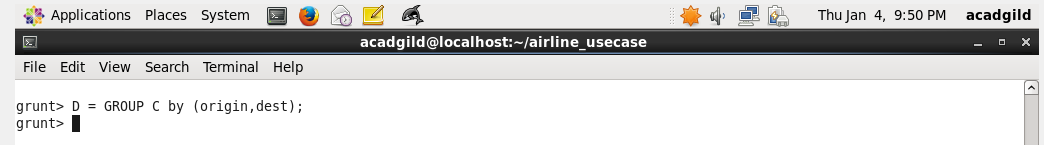 Applications Places System Thu Jan 4, 9:50 PM acadgild
acadgild@localhost:~/airline_usecase
File Edit View Search Terminal Help
grunt> D = GROUP C by (origin,dest);
grunt>